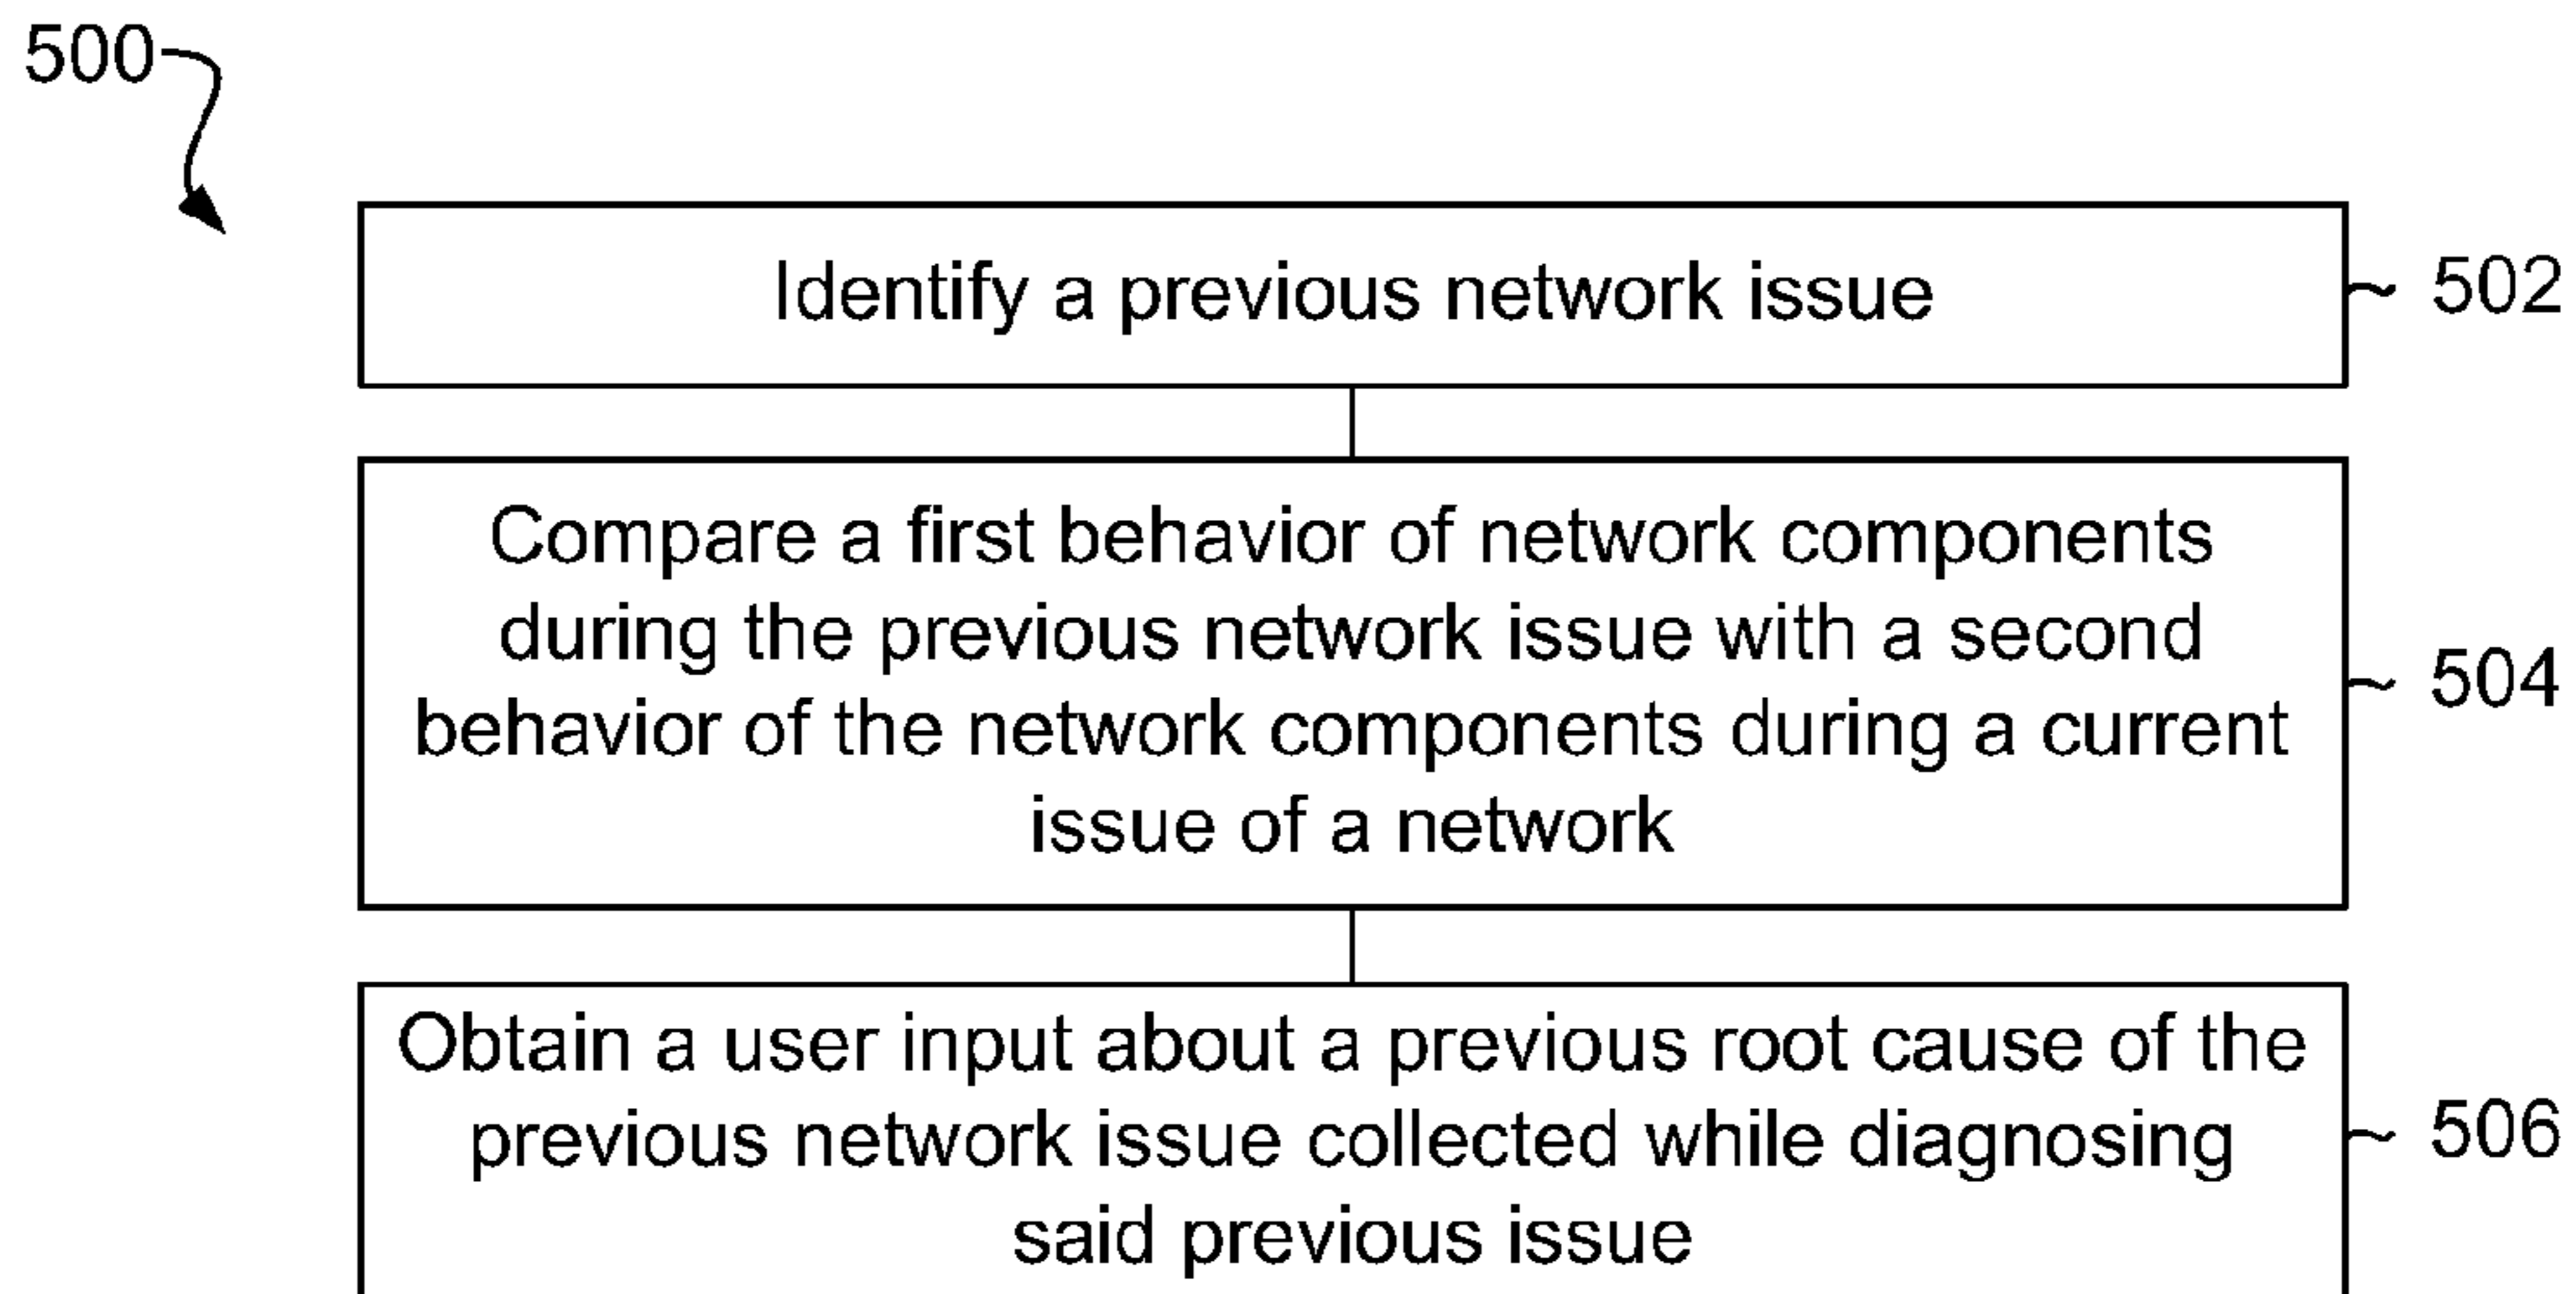 500
Identify a previous network issue
502
Compare a first behavior of network components
during the previous network issue with a second
behavior of the network components during a current
issue of a network
504
Obtain a user input about a previous root cause of the
previous network issue collected while diagnosing
said previous issue
506